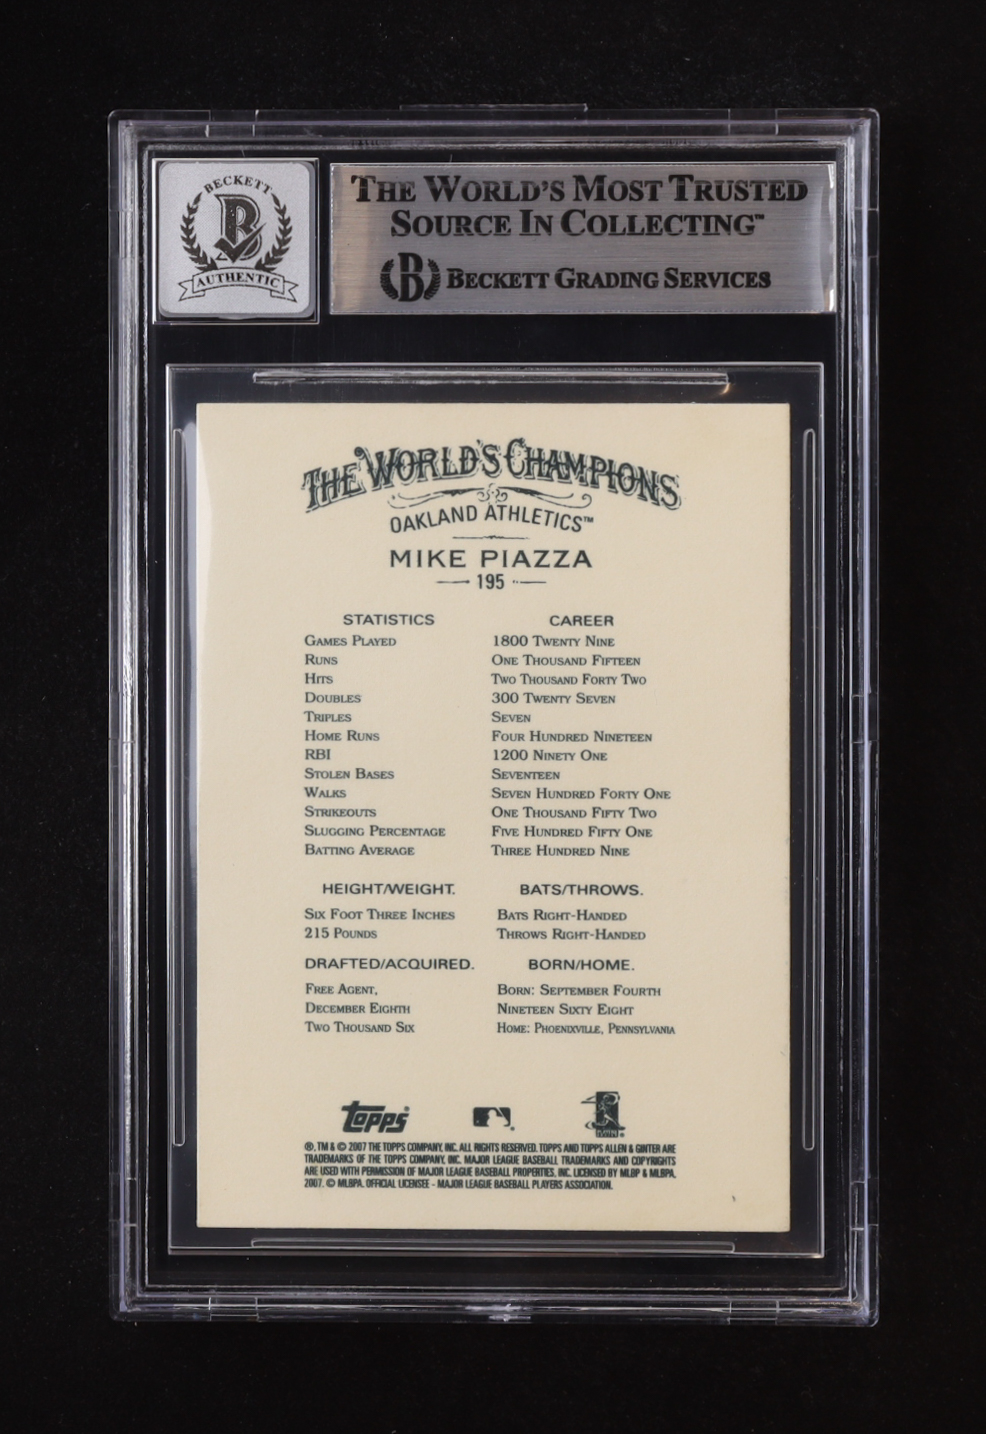 BECKETT
B
AUTHENTIC
THE WORLD'S MOST TRUSTED
SOURCE IN COLLECTING™
B BECKETT GRADING SERVICES
THE WORLD'S CHAMPIONS
OAKLAND ATHLETICS™
MIKE PIAZZA
195
STATISTICS CAREER
GAMES PLAYED 1800 TWENTY NINE
RUNS ONE THOUSAND FIFTEEN
HITS TWO THOUSAND FORTY TWO
DOUBLES 300 TWENTY SEVEN
TRIPLES SEVEN
HOME RUNS FOUR HUNDRED NINETEEN
RBI 1200 NINETY ONE
STOLEN BASES SEVENTEEN
WALKS SEVEN HUNDRED FORTY ONE
STRIKEOUTS ONE THOUSAND FIFTY TWO
SLUGGING PERCENTAGE FIVE HUNDRED FIFTY ONE
BATTING AVERAGE THREE HUNDRED NINE
HEIGHT/WEIGHT. BATS/THROWS.
SIX FOOT THREE INCHES BATS RIGHT-HANDED
215 POUNDS THROWS RIGHT-HANDED
DRAFTED/ACQUIRED. BORN/HOME.
FREE AGENT, BORN: SEPTEMBER FOURTH
DECEMBER EIGHTH NINETEEN SIXTY EIGHT
TWO THOUSAND SIX HOME: PHOENIXVILLE, PENNSYLVANIA
Topps
®, TM & © 2007 THE TOPPS COMPANY, INC. ALL RIGHTS RESERVED. TOPPS AND TOPPS ALLEN & GINTER ARE
TRADEMARKS OF THE TOPPS COMPANY, INC. MAJOR LEAGUE BASEBALL TRADEMARKS AND COPYRIGHTS
ARE USED WITH PERMISSION OF MAJOR LEAGUE BASEBALL PROPERTIES, INC. LICENSED BY MLBP & MLBPA,
2007. © MLBPA. OFFICIAL LICENSEE - MAJOR LEAGUE BASEBALL PLAYERS ASSOCIATION.